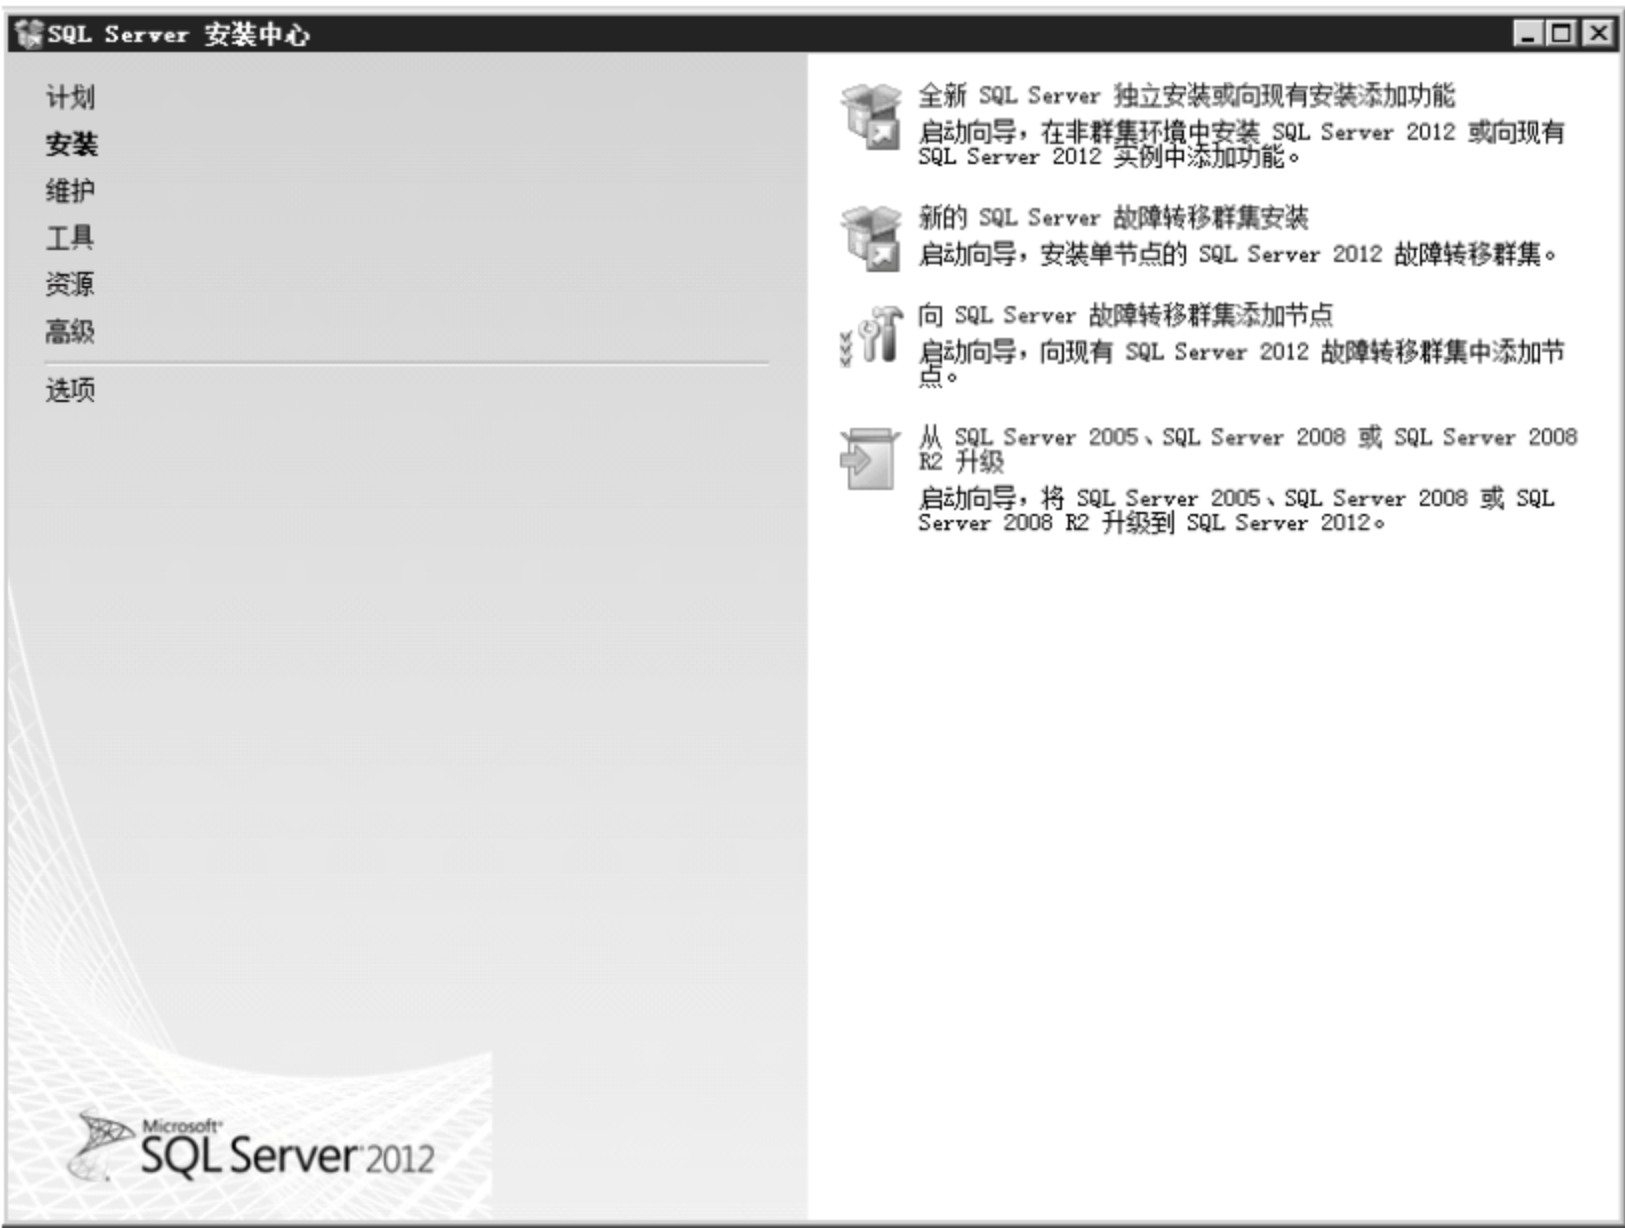 SQL Server 安装中心
计划
安装
维护
工具
资源
高级
选项
全新 SQL Server 独立安装或向现有安装添加功能
启动向导，在非群集环境中安装 SQL Server 2012 或向现有
SQL Server 2012 实例中添加功能。
新的 SQL Server 故障转移群集安装
启动向导，安装单节点的 SQL Server 2012 故障转移群集。
向 SQL Server 故障转移群集添加节点
启动向导，向现有 SQL Server 2012 故障转移群集中添加节
点。
从 SQL Server 2005、SQL Server 2008 或 SQL Server 2008
R2 升级
启动向导，将 SQL Server 2005、SQL Server 2008 或 SQL
Server 2008 R2 升级到 SQL Server 2012。
Microsoft
SQL Server 2012